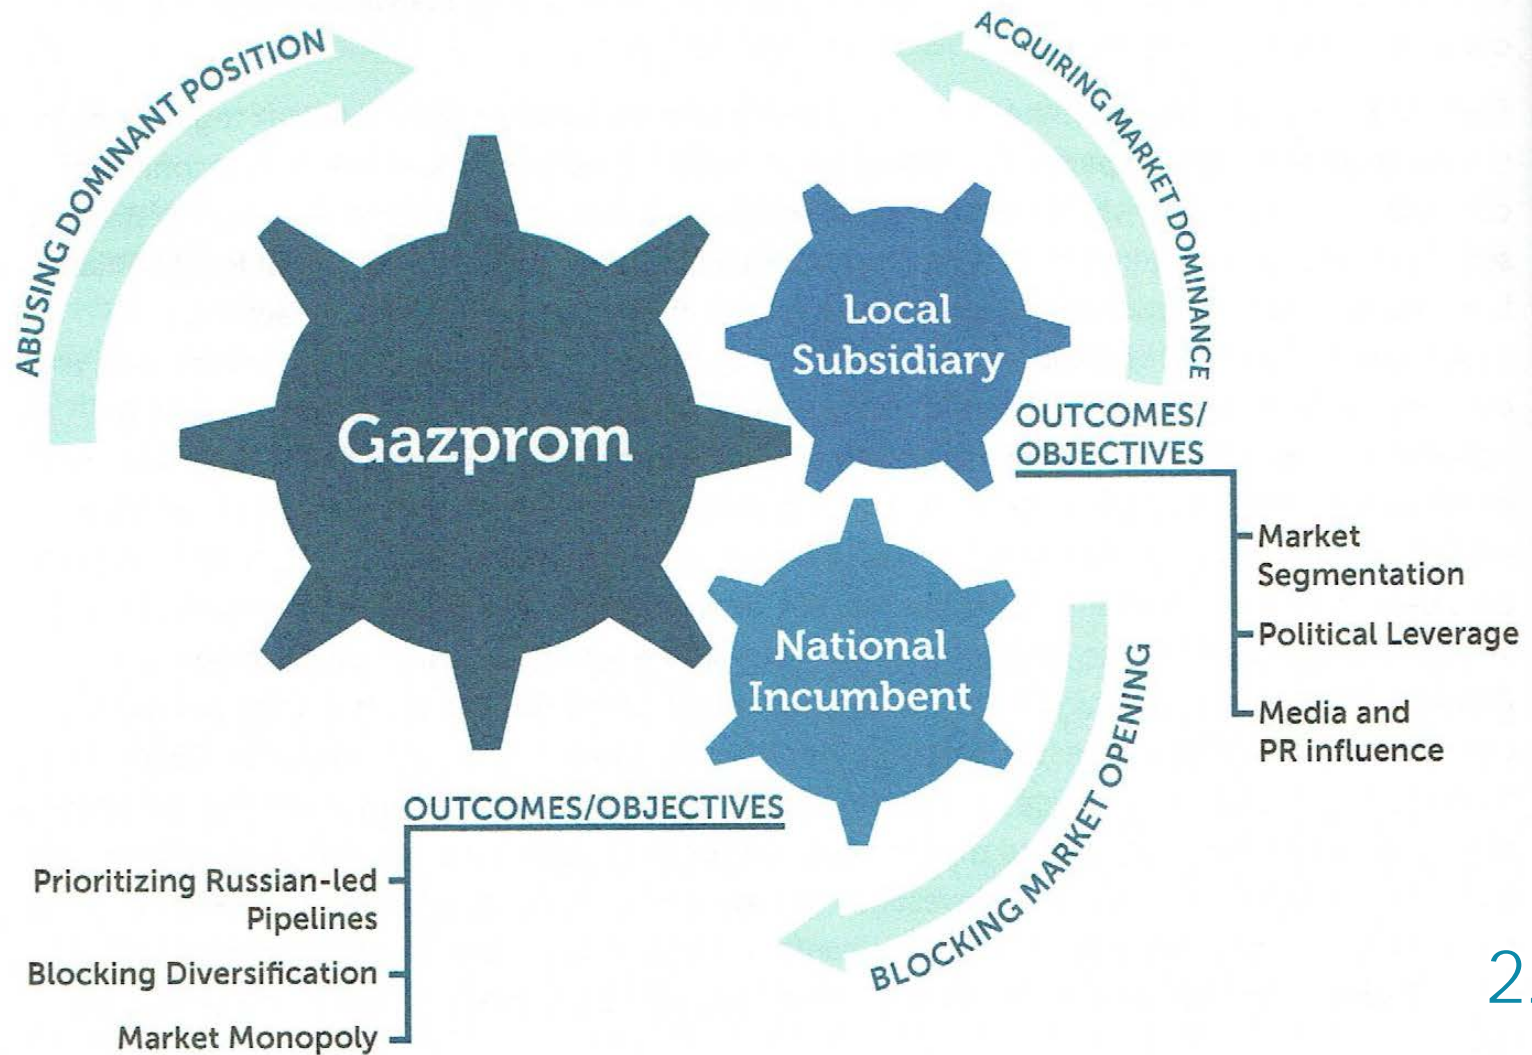 ABUSING DOMINANT POSITION
ACQUIRING MARKET DOMINANCE
Gazprom
Local
Subsidiary
OUTCOMES/
OBJECTIVES
Market
Segmentation
Political Leverage
Media and
PR influence
National
Incumbent
BLOCKING MARKET OPENING
OUTCOMES/OBJECTIVES
Prioritizing Russian-led
Pipelines
Blocking Diversification
Market Monopoly
2.